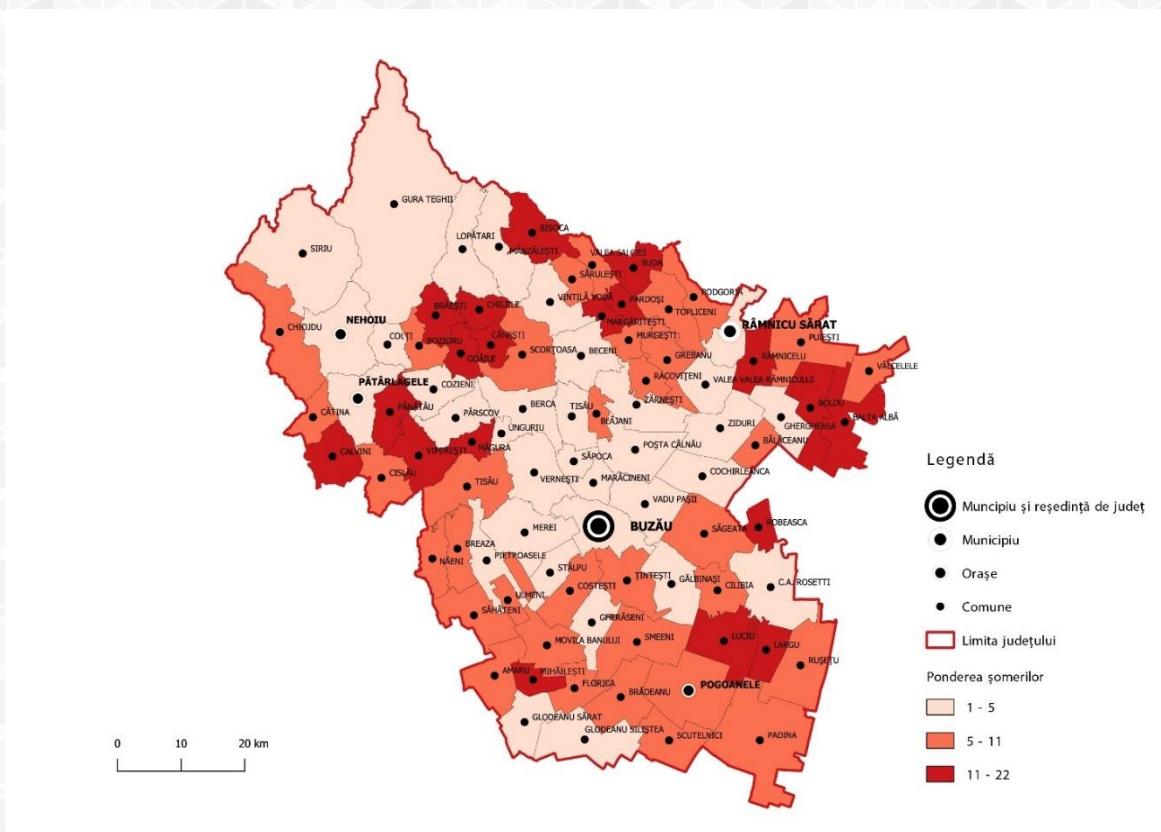 GURA TEGHII
BISOCA
LOPĂTARI
MÂNZĂLEȘTI
SIRIU
VALEA SALCIEI
BUDA
SĂRULEȘTI
PODGORIA
VINTILĂ VODĂ
PARDOȘI
BRĂEȘTI
CHILIILE
TOPLICENI
MĂRGĂRITEȘTI
NEHOIU
RÂMNICU SĂRAT
CHIOJDU
PUIEȘTI
COLȚI
BOZIORU
CĂNEȘTI
MURGEȘTI
ODĂILE
SCORȚOASA
BECENI
GREBANU
RÂMNICELU
VÂLCELELE
PĂTÂRLAGELE
COZIENI
RACOVIȚENI
VALEA VALEA RÂMNICULUI
CĂTINA
PĂNĂTĂU
BERCA
TISĂU
BLĂJANI
ZĂRNEȘTI
BOLDU
PÂRSCOV
GHERGHEASA
BALTA ALBĂ
UNGURIU
ZIDURI
MĂGURA
POȘTA CÂLNĂU
BĂLĂCEANU
CALVINI
VIPEREȘTI
SĂPOCA
CISLĂU
TISĂU
VERNEȘTI
MARĂCINENI
COCHIRLEANCA
VADU PAȘII
BUZĂU
MEREI
SĂGEATA
ROBEASCA
BREAZA
NĂENI
PIETROASELE
STÂLPU
ȚINTEȘTI
GĂLBINAȘI
CILIBIA
C.A. ROSETTI
COSTEȘTI
ULMENI
SĂHĂTENI
GHERĂSENI
MOVILA BANULUI
SMEENI
LUCIU
LARGU
RUȘEȚU
AMARU
MIHĂILEȘTI
FLORICA
BRĂDEANU
POGOANELE
GLODEANU SĂRAT
GLODEANU SILIȘTEA
SCUTELNICI
PADINA
0 10 20 km
Legendă
Muncipiu și reședință de județ
Municipiu
Orașe
Comune
Limita județului
Ponderea șomerilor
1 - 5
5 - 11
11 - 22